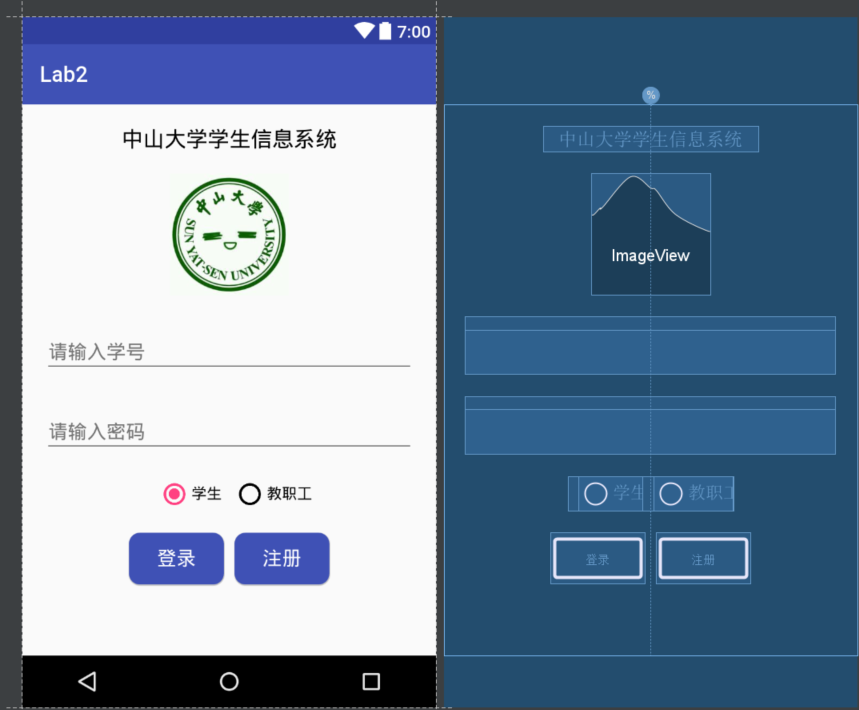 7:00
Lab2
中山大学学生信息系统
中山大学
SUN YAT-SEN UNIVERSITY
请输入学号
请输入密码
学生
教职工
登录
注册
%
中山大学学生信息系统
ImageView
学生
教职工
登录
注册